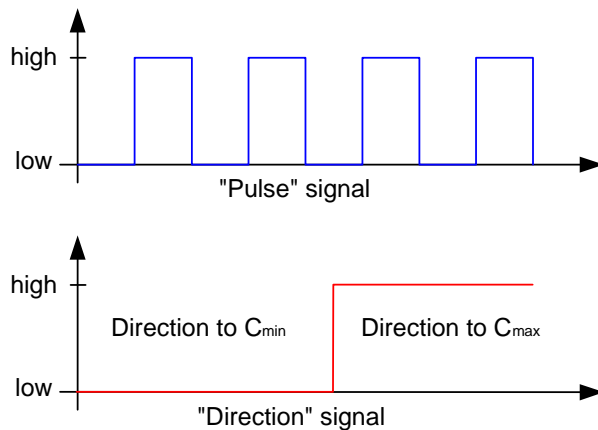 high
low
"Pulse" signal
high
Direction to Cmin Direction to Cmax
low
"Direction" signal